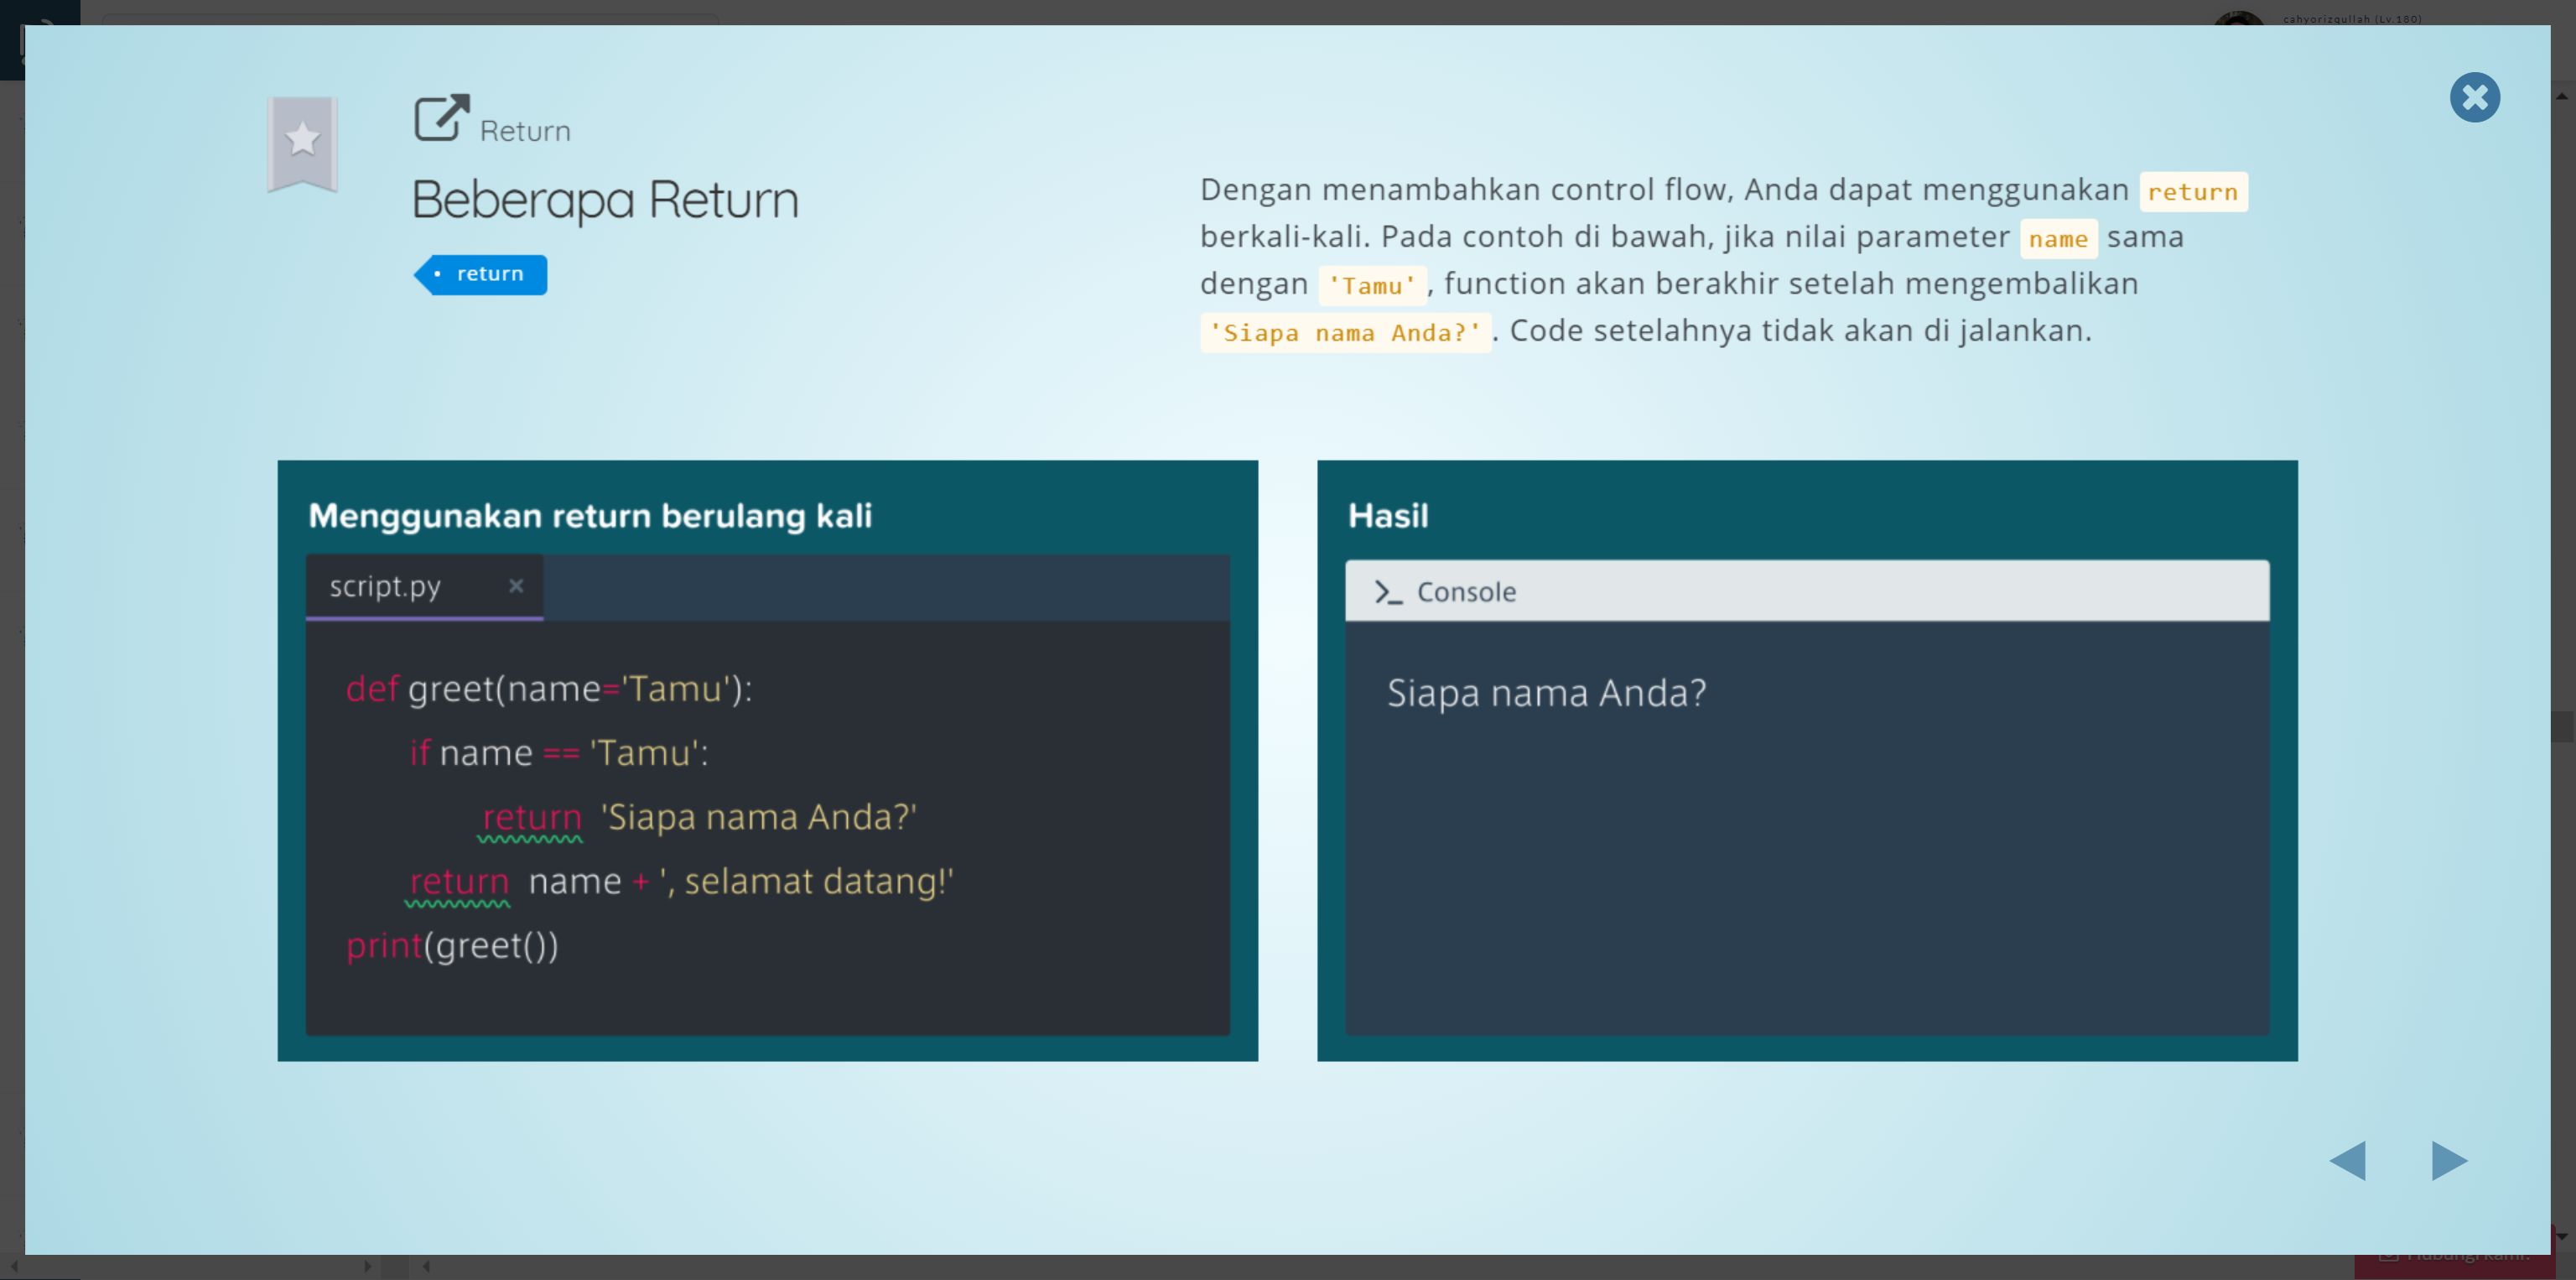 cahyorizqullah (Lv.180)
Return
Beberapa Return
• return
Dengan menambahkan control flow, Anda dapat menggunakan return
berkali-kali. Pada contoh di bawah, jika nilai parameter name sama
dengan 'Tamu', function akan berakhir setelah mengembalikan
'Siapa nama Anda?'. Code setelahnya tidak akan di jalankan.
Menggunakan return berulang kali
script.py ×
def greet(name='Tamu'):
if name == 'Tamu':
return 'Siapa nama Anda?'
return name + ', selamat datang!'
print(greet())
Hasil
>_ Console
Siapa nama Anda?
Hubungi kami.